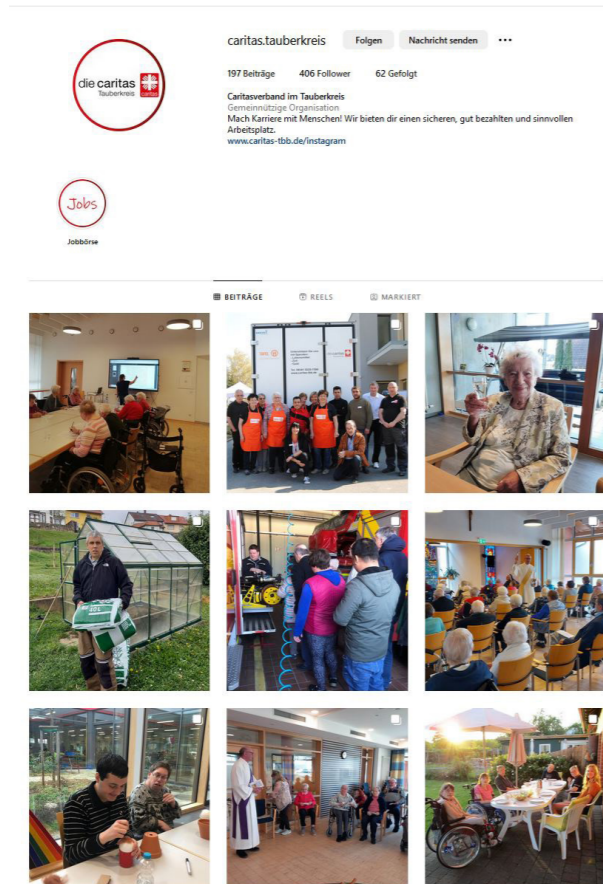 caritas.tauberkreis Folgen Nachricht senden
197 Beiträge 406 Follower 62 Gefolgt
Caritasverband im Tauberkreis
Gemeinnützige Organisation
Mach Karriere mit Menschen! Wir bieten dir einen sicheren, gut bezahlten und sinnvollen
Arbeitsplatz.
www.caritas-tbb.de/instagram
die caritas
Tauberkreis
caritas
Jobs
Jobbörse
BEITRÄGE REELS MARKIERT